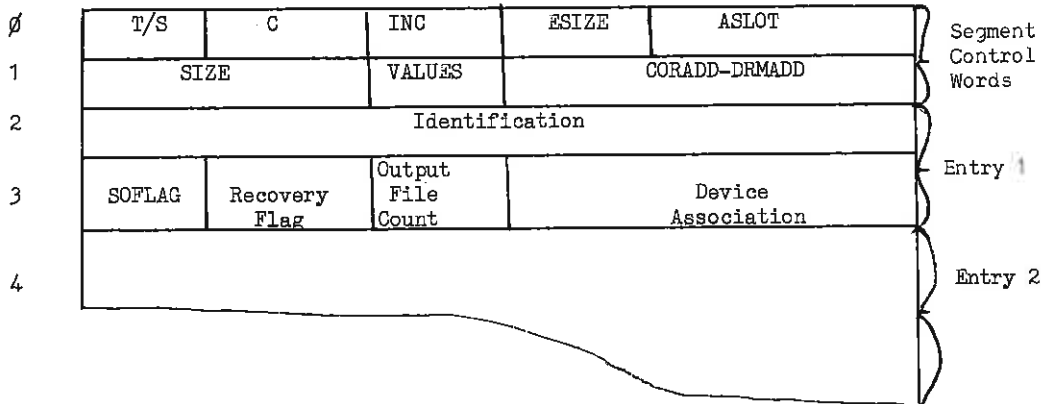 Ø T/S C INC ESIZE ASLOT
Segment
Control
Words
1 SIZE VALUES CORADD-DRMADD
2 Identification
Entry 1
3 SOFLAG Recovery
Flag Output
File
Count Device
Association
4 Entry 2